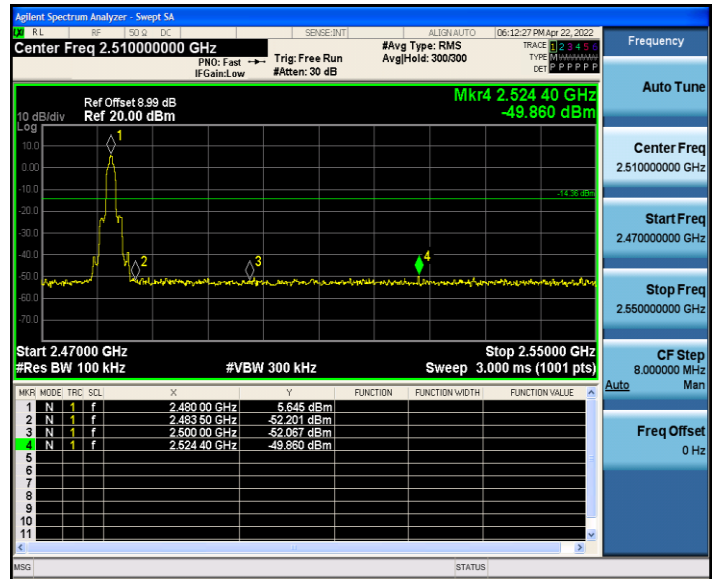 Agilent Spectrum Analyzer - Swept SA
RL RF 50 Ω DC SENSE:INT ALIGNAUTO 06:12:27 PM Apr 22, 2022
Center Freq 2.510000000 GHz #Avg Type: RMS TRACE 1 2 3 4 5 6
PNO: Fast Trig: Free Run Avg|Hold: 300/300 TYPE M
IFGain:Low #Atten: 30 dB DET P P P P P P
Frequency
Auto Tune
Center Freq
2.510000000 GHz
Start Freq
2.470000000 GHz
Stop Freq
2.550000000 GHz
CF Step
8.000000 MHz
Auto Man
Freq Offset
0 Hz
Mkr4 2.524 40 GHz
-49.860 dBm
Ref Offset 8.99 dB
10 dB/div Ref 20.00 dBm
Log
10.0
0.00
-10.0
-20.0
-30.0
-40.0
-50.0
-60.0
-70.0
1
2
3
4
-14.36 dBm
Start 2.47000 GHz Stop 2.55000 GHz
#Res BW 100 kHz #VBW 300 kHz Sweep 3.000 ms (1001 pts)
MKR MODE TRC SCL X Y FUNCTION FUNCTION WIDTH FUNCTION VALUE
1 N 1 f 2.480 00 GHz 5.645 dBm
2 N 1 f 2.483 50 GHz -52.201 dBm
3 N 1 f 2.500 00 GHz -52.067 dBm
4 N 1 f 2.524 40 GHz -49.860 dBm
5
6
7
8
9
10
11
MSG STATUS